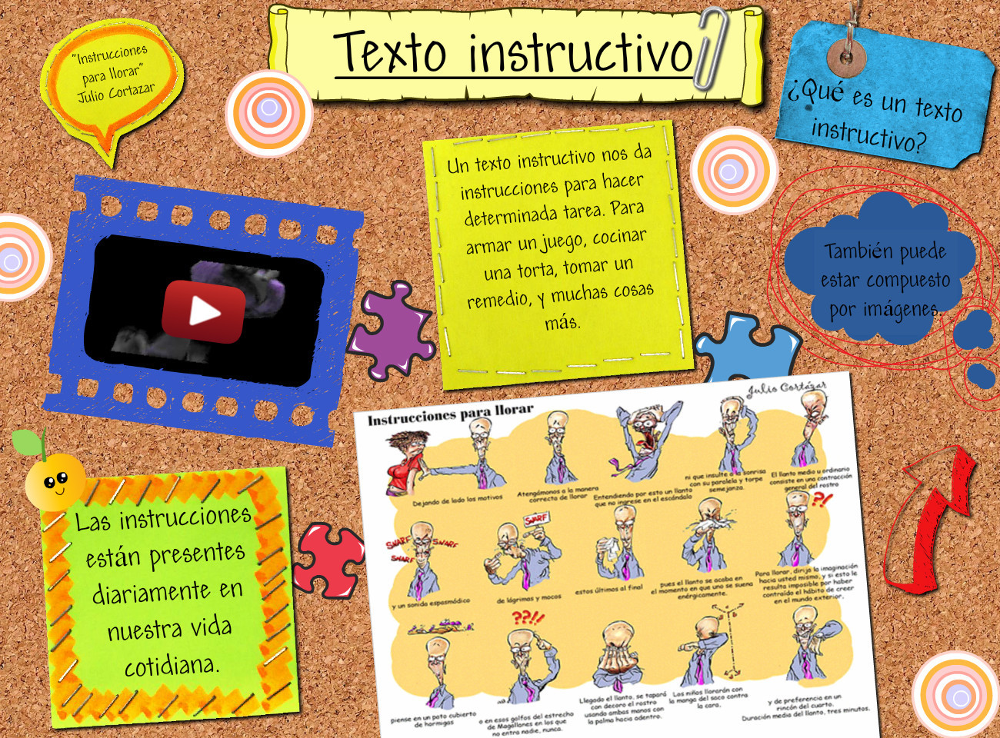 Texto instructivo
"Instrucciones
para llorar"
Julio Cortazar
¿Qué es un texto
instructivo?
Un texto instructivo nos da
instrucciones para hacer
determinada tarea. Para
armar un juego, cocinar
una torta, tomar un
remedio, y muchas cosas
más.
También puede
estar compuesto
por imágenes.
Las instrucciones
están presentes
diariamente en
nuestra vida
cotidiana.
Instrucciones para llorar
Julio Cortázar
Dejando de lado los motivos
Atengámonos a la manera
correcta de llorar
Entendiendo por esto un llanto
que no ingrese en el escándalo
ni que insulte a la sonrisa
con su paralela y torpe
semejanza.
El llanto medio u ordinario
consiste en una contracción
general del rostro
SNARF
SNARF
SNARF
y un sonido espasmódico
SNARF
de lágrimas y mocos
estos últimos al final
pues el llanto se acaba en
el momento en que uno se suena
enérgicamente.
?!
Para llorar, dirija la imaginación
hacia usted mismo, y si esto le
resulta imposible por haber
contraído el hábito de creer
en el mundo exterior,
piense en un pato cubierto
de hormigas
??!!
o en esos golfos del estrecho
de Magallanes en los que
no entra nadie, nunca.
Llegado el llanto, se tapará
con decoro el rostro
usando ambas manos con
la palma hacia adentro.
Los niños llorarán con
la manga del saco contra
la cara,
y de preferencia en un
rincón del cuarto.
Duración media del llanto, tres minutos.